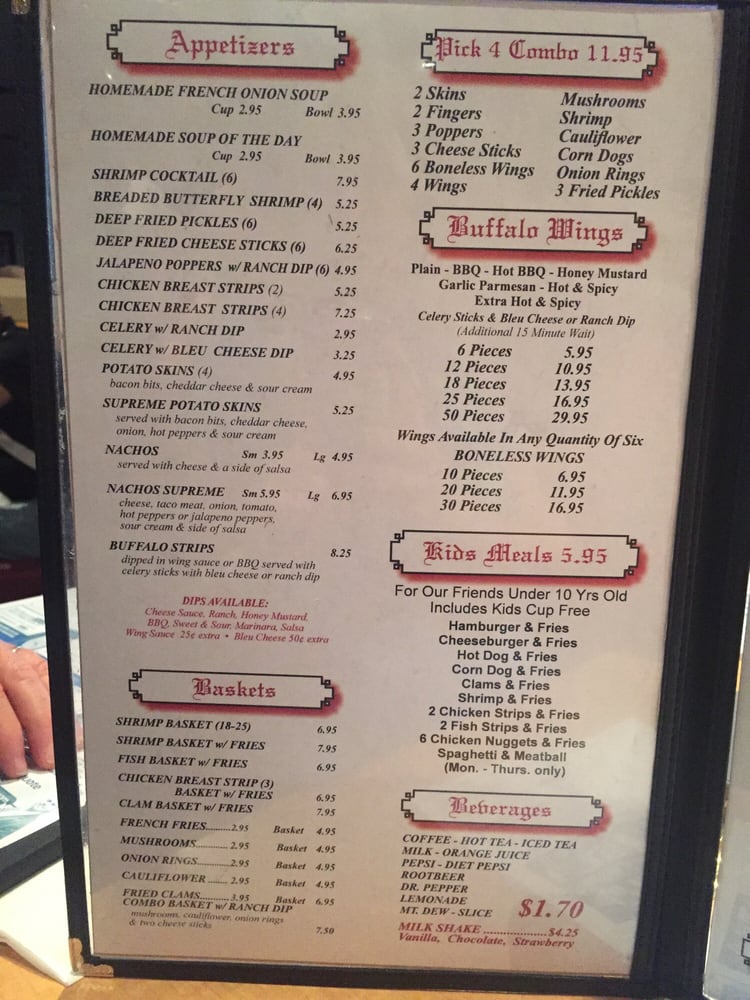 Appetizers
HOMEMADE FRENCH ONION SOUP
Cup 2.95 Bowl 3.95
HOMEMADE SOUP OF THE DAY
Cup 2.95 Bowl 3.95
SHRIMP COCKTAIL (6) 7.95
BREADED BUTTERFLY SHRIMP (4) 5.25
DEEP FRIED PICKLES (6) 5.25
DEEP FRIED CHEESE STICKS (6) 6.25
JALAPENO POPPERS w/ RANCH DIP (6) 4.95
CHICKEN BREAST STRIPS (2) 5.25
CHICKEN BREAST STRIPS (4) 7.25
CELERY w/ RANCH DIP 2.95
CELERY w/ BLEU CHEESE DIP 3.25
POTATO SKINS (4) 4.95
bacon bits, cheddar cheese & sour cream
SUPREME POTATO SKINS 5.25
served with bacon bits, cheddar cheese,
onion, hot peppers & sour cream
NACHOS Sm 3.95 Lg 4.95
served with cheese & a side of salsa
NACHOS SUPREME Sm 5.95 Lg 6.95
cheese, taco meat, onion, tomato,
hot peppers or jalapeno peppers,
sour cream & side of salsa
BUFFALO STRIPS 8.25
dipped in wing sauce or BBQ served with
celery sticks with bleu cheese or ranch dip
DIPS AVAILABLE:
Cheese Sauce, Ranch, Honey Mustard,
BBQ, Sweet & Sour, Marinara, Salsa
Wing Sauce 25¢ extra • Bleu Cheese 50¢ extra
Baskets
SHRIMP BASKET (18-25) 6.95
SHRIMP BASKET w/ FRIES 7.95
FISH BASKET w/ FRIES 6.95
CHICKEN BREAST STRIP (3)
BASKET w/ FRIES 6.95
CLAM BASKET w/ FRIES 7.95
FRENCH FRIES..........2.95 Basket 4.95
MUSHROOMS............2.95 Basket 4.95
ONION RINGS............2.95 Basket 4.95
CAULIFLOWER ........2.95 Basket 4.95
FRIED CLAMS..........3.95 Basket 6.95
COMBO BASKET w/ RANCH DIP
mushrooms, cauliflower, onion rings
& two cheese sticks 7.50
Pick 4 Combo 11.95
2 Skins Mushrooms
2 Fingers Shrimp
3 Poppers Cauliflower
3 Cheese Sticks Corn Dogs
6 Boneless Wings Onion Rings
4 Wings 3 Fried Pickles
Buffalo Wings
Plain - BBQ - Hot BBQ - Honey Mustard
Garlic Parmesan - Hot & Spicy
Extra Hot & Spicy
Celery Sticks & Bleu Cheese or Ranch Dip
(Additional 15 Minute Wait)
6 Pieces 5.95
12 Pieces 10.95
18 Pieces 13.95
25 Pieces 16.95
50 Pieces 29.95
Wings Available In Any Quantity Of Six
BONELESS WINGS
10 Pieces 6.95
20 Pieces 11.95
30 Pieces 16.95
Kids Meals 5.95
For Our Friends Under 10 Yrs Old
Includes Kids Cup Free
Hamburger & Fries
Cheeseburger & Fries
Hot Dog & Fries
Corn Dog & Fries
Clams & Fries
Shrimp & Fries
2 Chicken Strips & Fries
2 Fish Strips & Fries
6 Chicken Nuggets & Fries
Spaghetti & Meatball
(Mon. - Thurs. only)
Beverages
COFFEE - HOT TEA - ICED TEA
MILK - ORANGE JUICE
PEPSI - DIET PEPSI
ROOTBEER
DR. PEPPER
LEMONADE
MT. DEW - SLICE $1.70
MILK SHAKE ....................$4.25
Vanilla, Chocolate, Strawberry